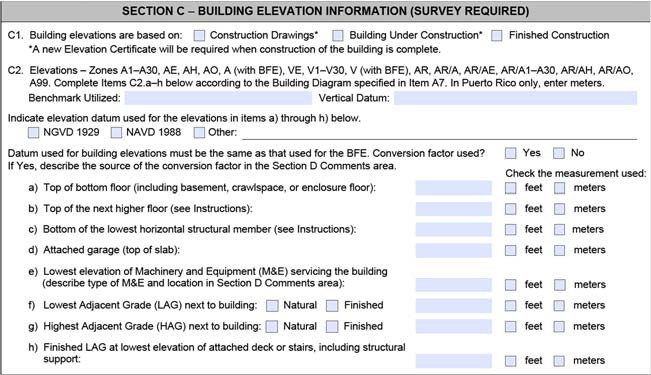 SECTION C – BUILDING ELEVATION INFORMATION (SURVEY REQUIRED)
C1. Building elevations are based on: Construction Drawings* Building Under Construction* Finished Construction
*A new Elevation Certificate will be required when construction of the building is complete.
C2. Elevations – Zones A1–A30, AE, AH, AO, A (with BFE), VE, V1–V30, V (with BFE), AR, AR/A, AR/AE, AR/A1–A30, AR/AH, AR/AO,
A99. Complete Items C2.a–h below according to the Building Diagram specified in Item A7. In Puerto Rico only, enter meters.
Benchmark Utilized: Vertical Datum:
Indicate elevation datum used for the elevations in items a) through h) below.
NGVD 1929 NAVD 1988 Other:
Datum used for building elevations must be the same as that used for the BFE. Conversion factor used? Yes No
If Yes, describe the source of the conversion factor in the Section D Comments area.
Check the measurement used:
a) Top of bottom floor (including basement, crawlspace, or enclosure floor): feet meters
b) Top of the next higher floor (see Instructions): feet meters
c) Bottom of the lowest horizontal structural member (see Instructions): feet meters
d) Attached garage (top of slab): feet meters
e) Lowest elevation of Machinery and Equipment (M&E) servicing the building
(describe type of M&E and location in Section D Comments area): feet meters
f) Lowest Adjacent Grade (LAG) next to building: Natural Finished feet meters
g) Highest Adjacent Grade (HAG) next to building: Natural Finished feet meters
h) Finished LAG at lowest elevation of attached deck or stairs, including structural
support: feet meters